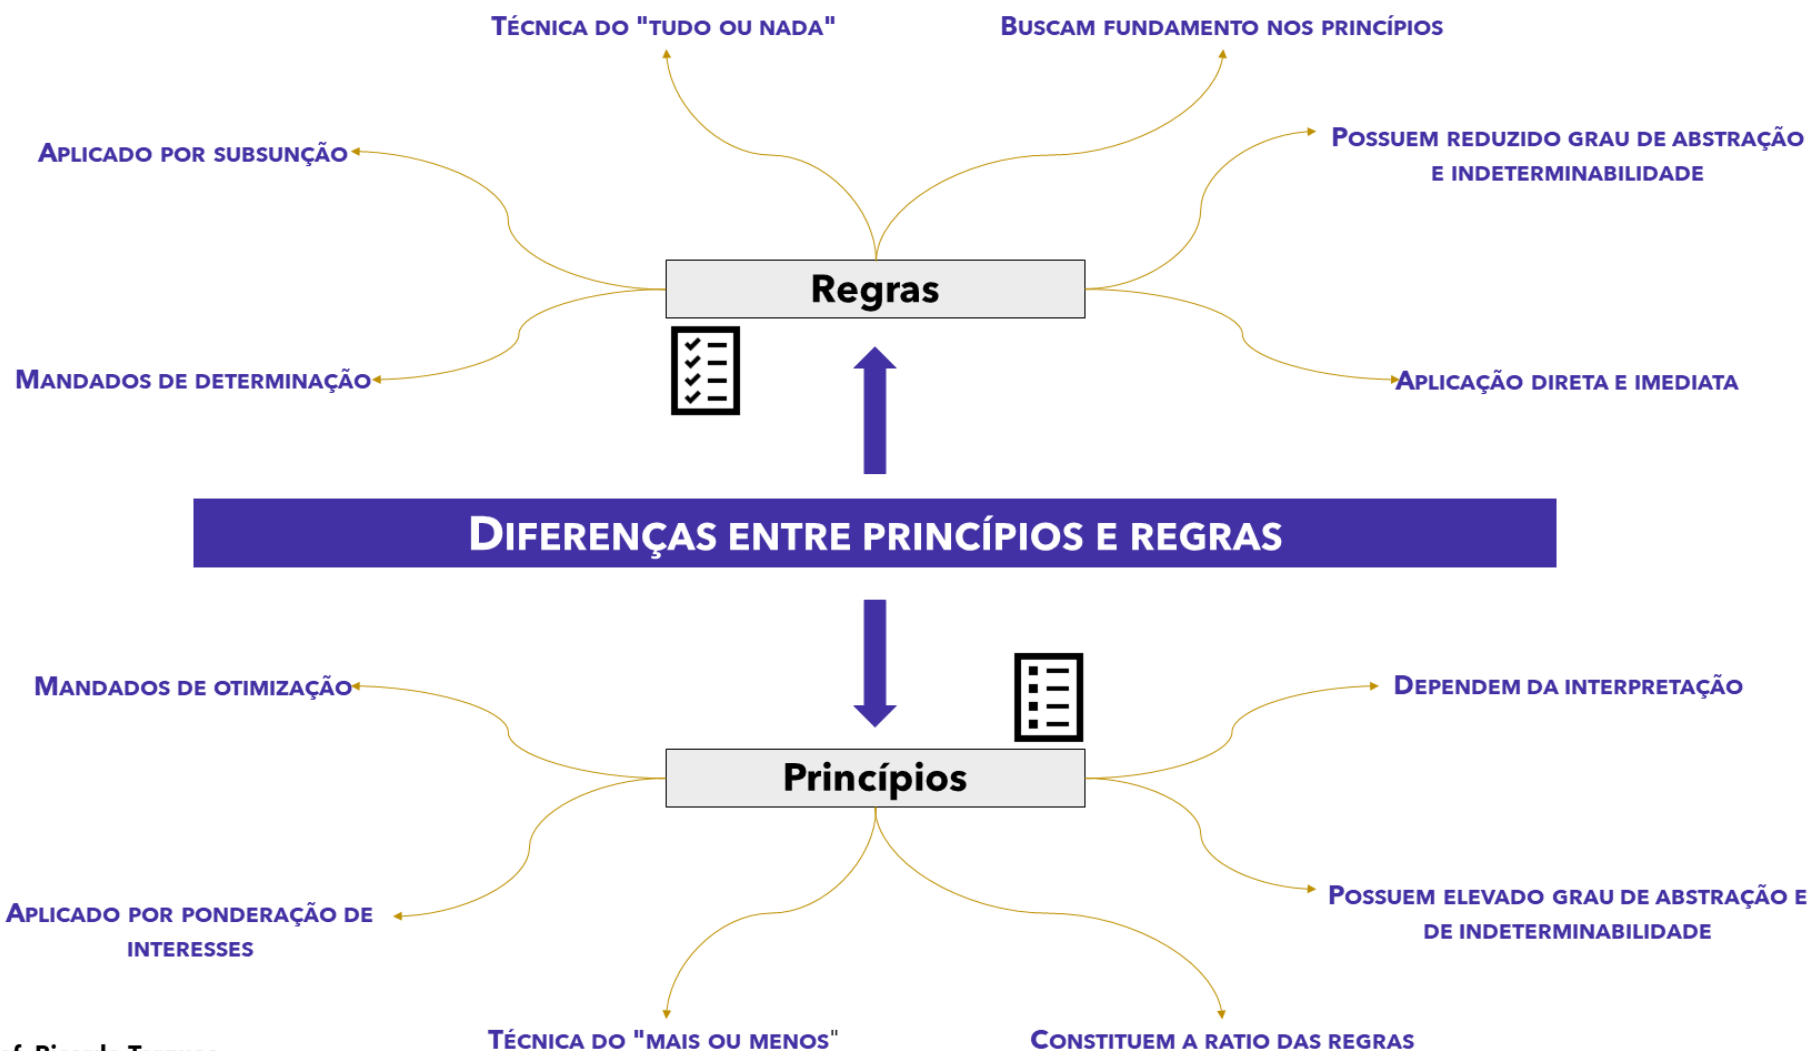 TÉCNICA DO "TUDO OU NADA"
BUSCAM FUNDAMENTO NOS PRINCÍPIOS
APLICADO POR SUBSUNÇÃO
POSSUEM REDUZIDO GRAU DE ABSTRAÇÃO
E INDETERMINABILIDADE
Regras
MANDADOS DE DETERMINAÇÃO
APLICAÇÃO DIRETA E IMEDIATA
DIFERENÇAS ENTRE PRINCÍPIOS E REGRAS
MANDADOS DE OTIMIZAÇÃO
DEPENDEM DA INTERPRETAÇÃO
Princípios
APLICADO POR PONDERAÇÃO DE
INTERESSES
POSSUEM ELEVADO GRAU DE ABSTRAÇÃO E
DE INDETERMINABILIDADE
TÉCNICA DO "MAIS OU MENOS"
CONSTITUEM A RATIO DAS REGRAS